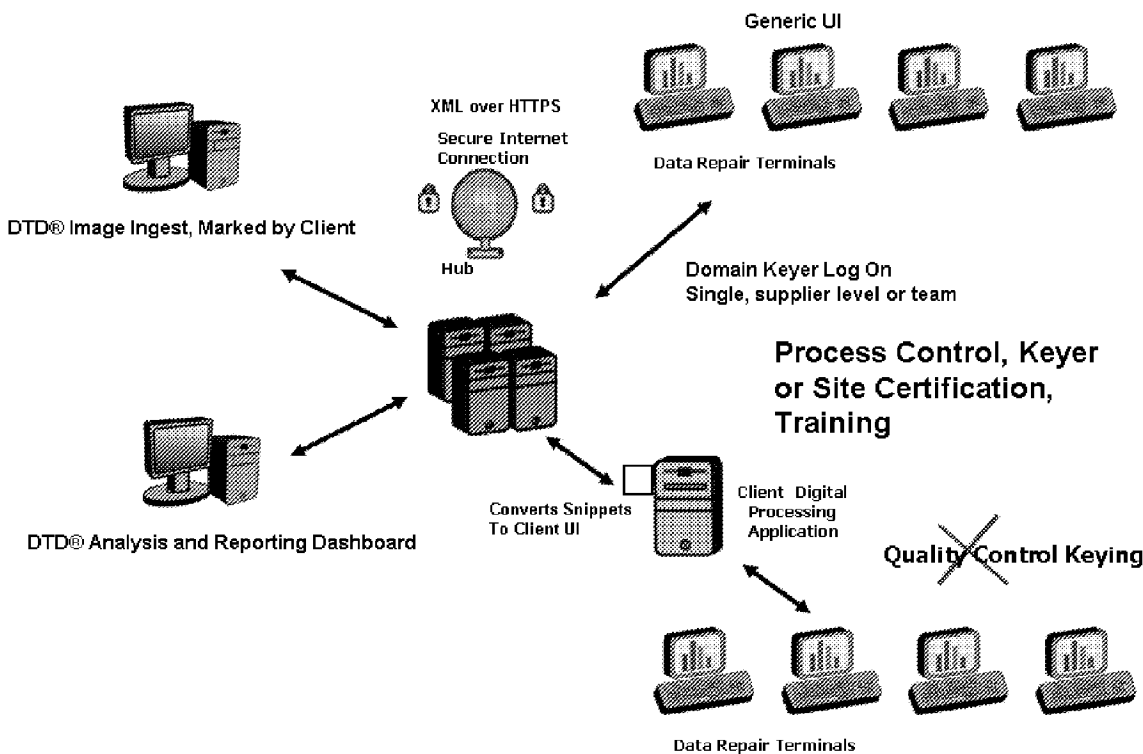 Generic UI
XML over HTTPS
Secure Internet
Connection
Data Repair Terminals
DTD® Image Ingest, Marked by Client
Hub
Domain Keyer Log On
Single, supplier level or team
Process Control, Keyer
or Site Certification,
Training
Converts Snippets
To Client UI
Client Digital
Processing
Application
DTD® Analysis and Reporting Dashboard
Quality Control Keying
Data Repair Terminals